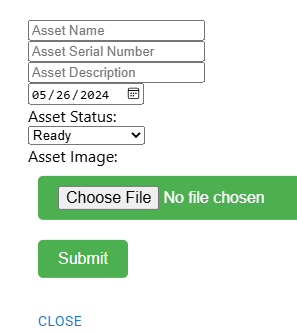 Asset Name
Asset Serial Number
Asset Description
05/26/2024
Asset Status:
Ready
Asset Image:
Choose File No file chosen
Submit
CLOSE